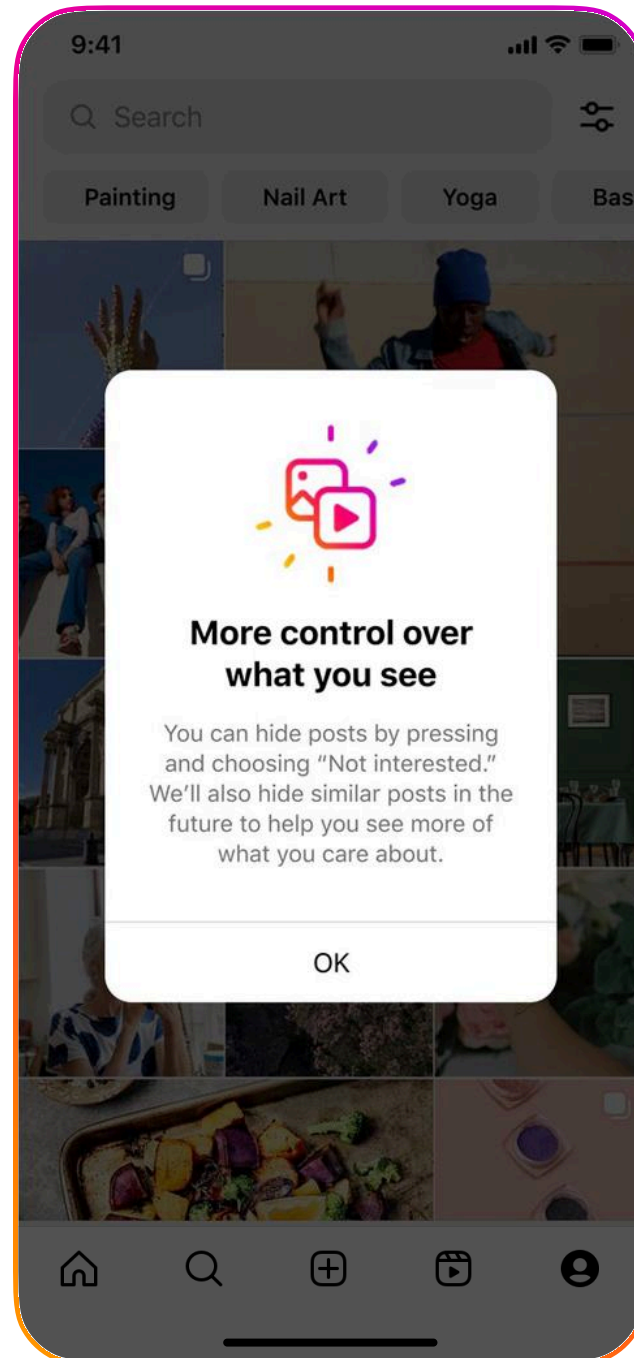 9:41
Search
Painting Nail Art Yoga Bas
More control over
what you see
You can hide posts by pressing
and choosing “Not interested.”
We’ll also hide similar posts in the
future to help you see more of
what you care about.
OK